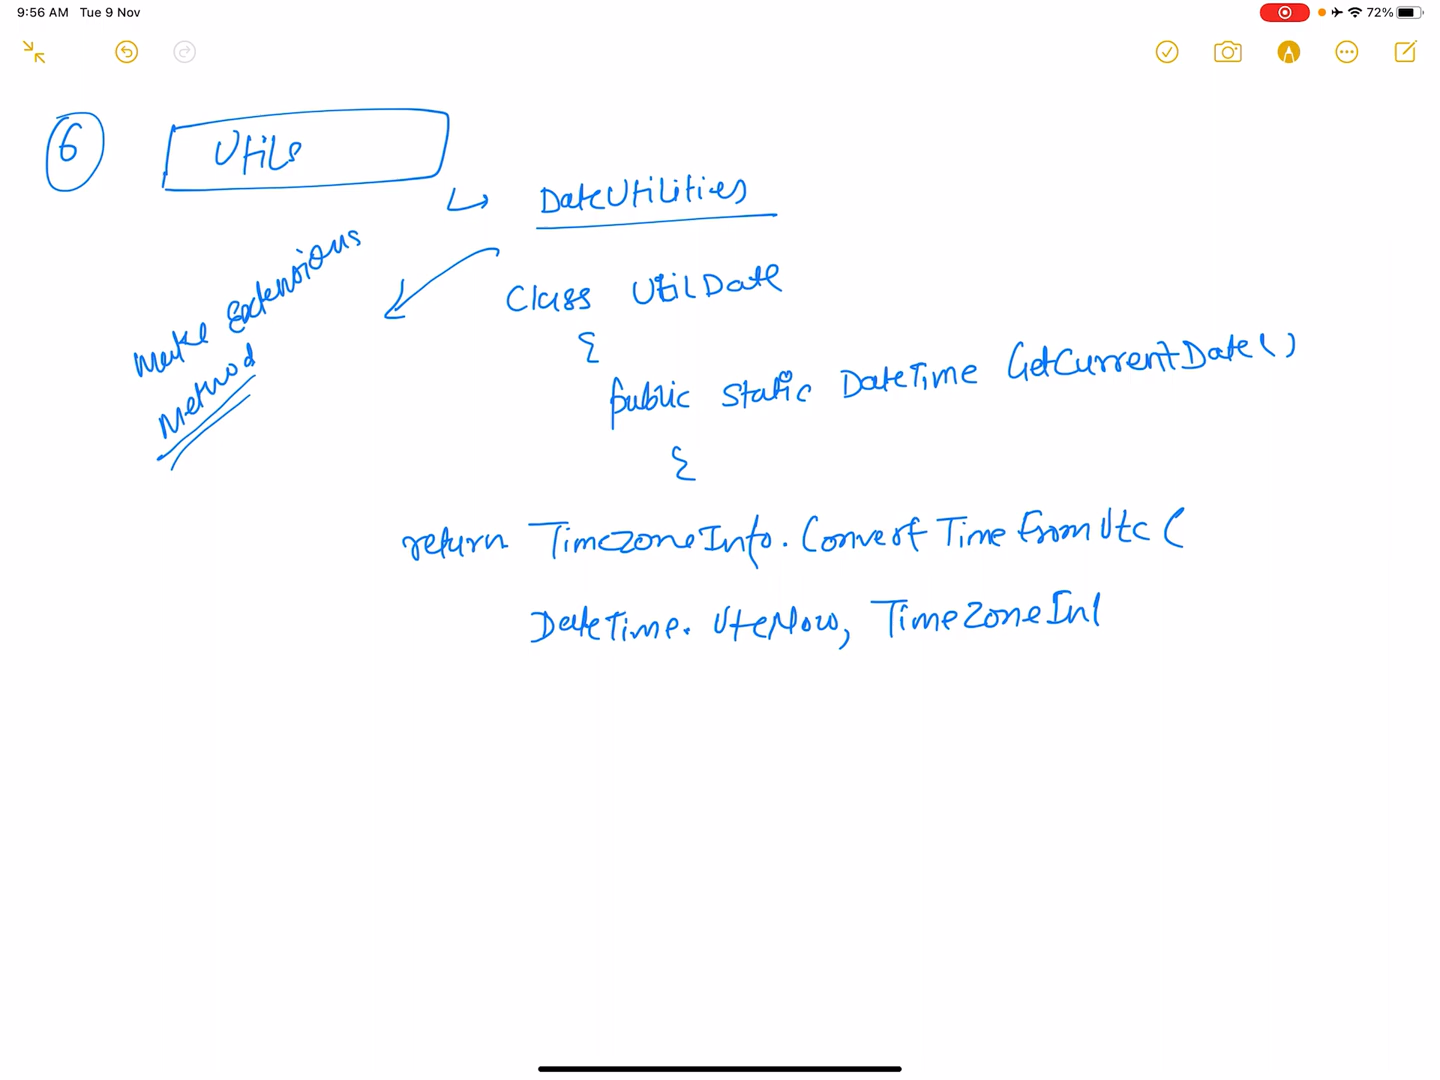 9:56 AM Tue 9 Nov
72%
6
Utils
DateUtilities
Make Extensions
Method
Class UtilDate
{
public static DateTime GetCurrentDate()
{
return TimezoneInfo.ConvertTimeFromUtc(
DateTime.UtcNow, TimeZoneInf